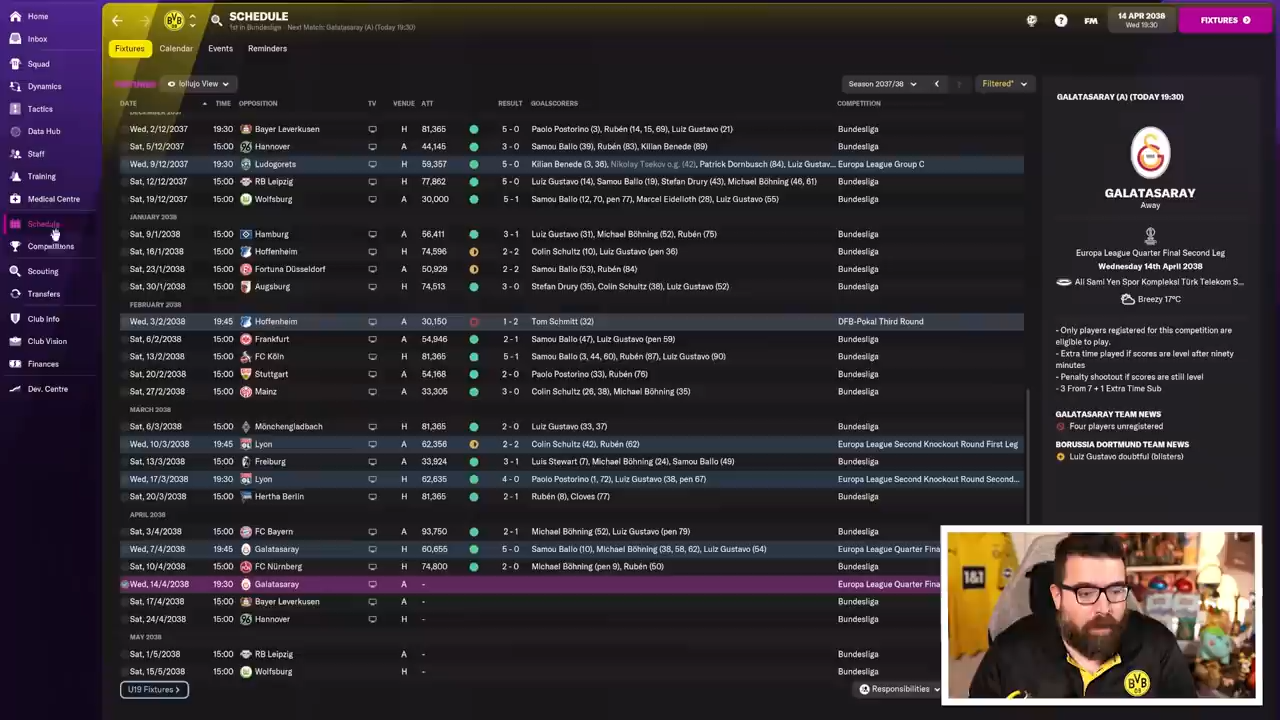 Home
Inbox
Squad
Dynamics
Tactics
Data Hub
Staff
Training
Medical Centre
Schedule
Competitions
Scouting
Transfers
Club Info
Club Vision
Finances
Dev. Centre
SCHEDULE
1st in Bundesliga - Next Match: Galatasaray (A) (Today 19:30)
FM
14 APR 2038
Wed 19:30
FIXTURES
Fixtures Calendar Events Reminders
lollujo View
Season 2037/38
Filtered*
DATE TIME OPPOSITION TV VENUE ATT RESULT GOALSCORERS COMPETITION
DECEMBER 2037
Wed, 2/12/2037 19:30 Bayer Leverkusen H 81,365 5 - 0 Paolo Postorino (3), Rubén (14, 15, 69), Luiz Gustavo (21) Bundesliga
Sat, 5/12/2037 15:00 Hannover A 44,145 3 - 0 Samou Ballo (39), Rubén (83), Kilian Benede (89) Bundesliga
Wed, 9/12/2037 19:30 Ludogorets H 59,357 5 - 0 Kilian Benede (3, 36), Nikolay Tsekov o.g. (42), Patrick Dornbusch (84), Luiz Gustav... Europa League Group C
Sat, 12/12/2037 15:00 RB Leipzig H 77,862 5 - 0 Luiz Gustavo (14), Samou Ballo (19), Stefan Drury (43), Michael Böhning (46, 61) Bundesliga
Sat, 19/12/2037 15:00 Wolfsburg A 30,000 5 - 1 Samou Ballo (12, 70, pen 77), Marcel Eidelloth (28), Luiz Gustavo (55) Bundesliga
JANUARY 2038
Sat, 9/1/2038 15:00 Hamburg A 56,411 3 - 1 Luiz Gustavo (31), Michael Böhning (52), Rubén (75) Bundesliga
Sat, 16/1/2038 15:00 Hoffenheim H 74,596 2 - 2 Colin Schultz (10), Luiz Gustavo (pen 36) Bundesliga
Sat, 23/1/2038 15:00 Fortuna Düsseldorf A 50,929 2 - 2 Samou Ballo (53), Rubén (84) Bundesliga
Sat, 30/1/2038 15:00 Augsburg H 74,513 3 - 0 Stefan Drury (35), Colin Schultz (38), Luiz Gustavo (52) Bundesliga
FEBRUARY 2038
Wed, 3/2/2038 19:45 Hoffenheim A 30,150 1 - 2 Tom Schmitt (32) DFB-Pokal Third Round
Sat, 6/2/2038 15:00 Frankfurt A 54,946 2 - 1 Samou Ballo (47), Luiz Gustavo (pen 59) Bundesliga
Sat, 13/2/2038 15:00 FC Köln H 81,365 5 - 1 Samou Ballo (3, 44, 60), Rubén (87), Luiz Gustavo (90) Bundesliga
Sat, 20/2/2038 15:00 Stuttgart A 54,168 2 - 0 Paolo Postorino (33), Rubén (76) Bundesliga
Sat, 27/2/2038 15:00 Mainz A 33,305 3 - 0 Colin Schultz (26, 38), Michael Böhning (35) Bundesliga
MARCH 2038
Sat, 6/3/2038 15:00 Mönchengladbach H 81,365 2 - 0 Luiz Gustavo (33, 37) Bundesliga
Wed, 10/3/2038 19:45 Lyon A 62,356 2 - 2 Colin Schultz (42), Rubén (62) Europa League Second Knockout Round First Leg
Sat, 13/3/2038 15:00 Freiburg A 33,924 3 - 1 Luis Stewart (7), Michael Böhning (24), Samou Ballo (49) Bundesliga
Wed, 17/3/2038 19:30 Lyon H 62,635 4 - 0 Paolo Postorino (1, 72), Luiz Gustavo (38, pen 67) Europa League Second Knockout Round Second...
Sat, 20/3/2038 15:00 Hertha Berlin H 81,365 2 - 1 Rubén (8), Cloves (77) Bundesliga
APRIL 2038
Sat, 3/4/2038 15:00 FC Bayern A 93,750 2 - 1 Michael Böhning (52), Luiz Gustavo (pen 79) Bundesliga
Wed, 7/4/2038 19:45 Galatasaray H 60,655 5 - 0 Samou Ballo (10), Michael Böhning (38, 58, 62), Luiz Gustavo (54) Europa League Quarter Fina
Sat, 10/4/2038 15:00 FC Nürnberg H 74,800 2 - 0 Michael Böhning (pen 9), Rubén (50) Bundesliga
Wed, 14/4/2038 19:30 Galatasaray A - Europa League Quarter Fina
Sat, 17/4/2038 15:00 Bayer Leverkusen A - Bundesliga
Sat, 24/4/2038 15:00 Hannover H - Bundesliga
MAY 2038
Sat, 1/5/2038 15:00 RB Leipzig A - Bundesliga
Sat, 15/5/2038 15:00 Wolfsburg H - Bundesliga
U19 Fixtures >
Responsibilities
GALATASARAY (A) (TODAY 19:30)
GALATASARAY
Away
Europa League Quarter Final Second Leg
Wednesday 14th April 2038
Ali Sami Yen Spor Kompleksi Türk Telekom S...
Breezy 17°C
- Only players registered for this competition are
eligible to play.
- Extra time played if scores are level after ninety
minutes
- Penalty shootout if scores are still level
- 3 From 7 + 1 Extra Time Sub
GALATASARAY TEAM NEWS
Four players unregistered
BORUSSIA DORTMUND TEAM NEWS
Luiz Gustavo doubtful (blisters)
1&1
BVB
09